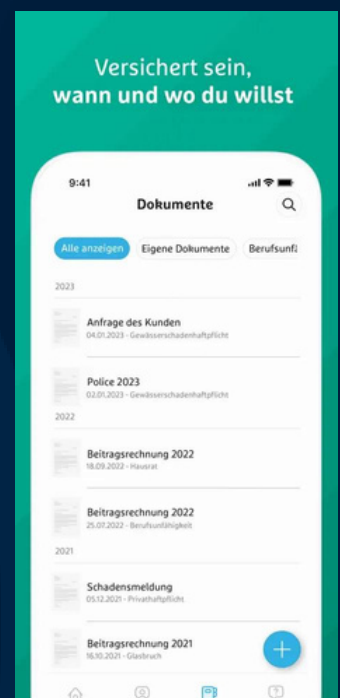 Versichert sein,
wann und wo du willst
9:41
Dokumente
Alle anzeigen
Eigene Dokumente
Berufsunfä
2023
Anfrage des Kunden
04.01.2023 - Gewässerschadenhaftpflicht
Police 2023
02.01.2023 - Gewässerschadenhaftpflicht
2022
Beitragsrechnung 2022
18.09.2022 - Hausrat
Beitragsrechnung 2022
25.07.2022 - Berufsunfähigkeit
2021
Schadensmeldung
05.12.2021 - Privathaftpflicht
Beitragsrechnung 2021
16.10.2021 - Glasbruch